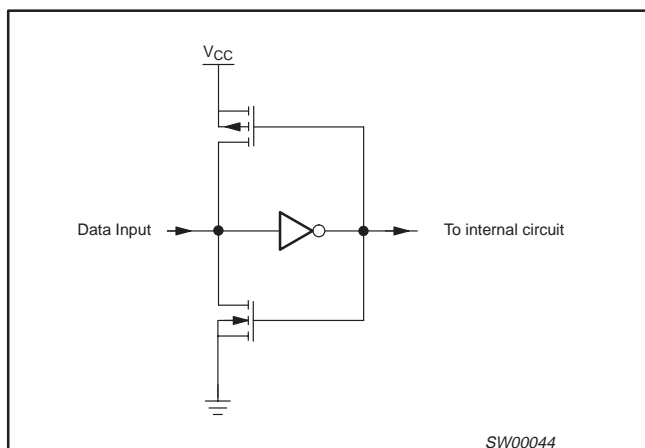 VCC
Data Input
To internal circuit
SW00044